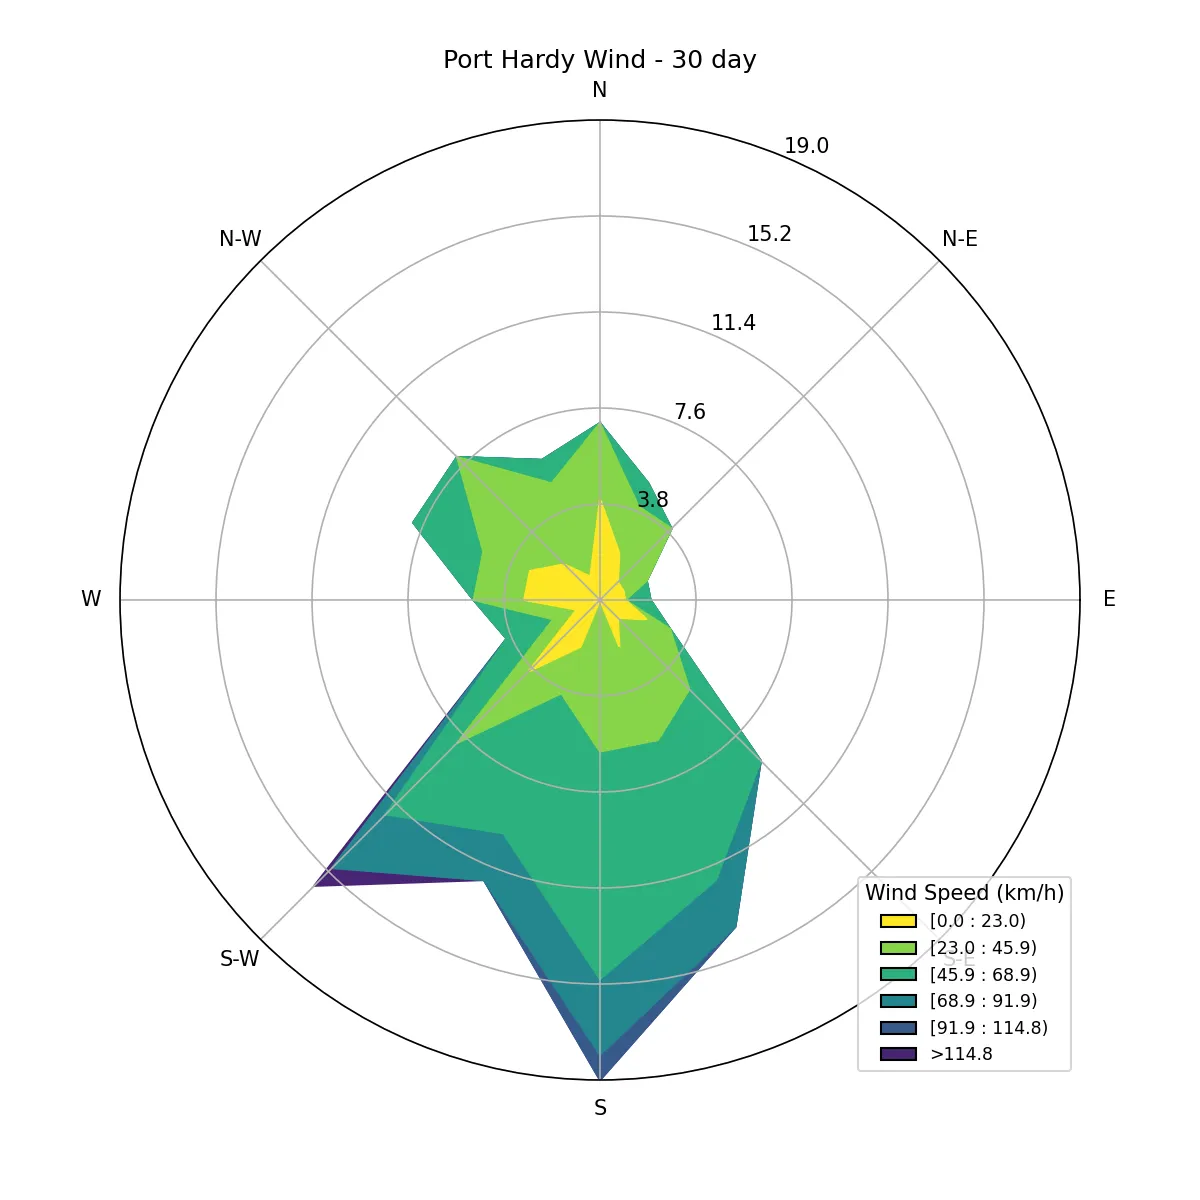 Port Hardy Wind - 30 day
N
19.0
15.2
N-W
N-E
11.4
7.6
3.8
W
E
Wind Speed (km/h)
[0.0 : 23.0)
[23.0 : 45.9)
S-W
S-E
[45.9 : 68.9)
[68.9 : 91.9)
[91.9 : 114.8)
>114.8
S